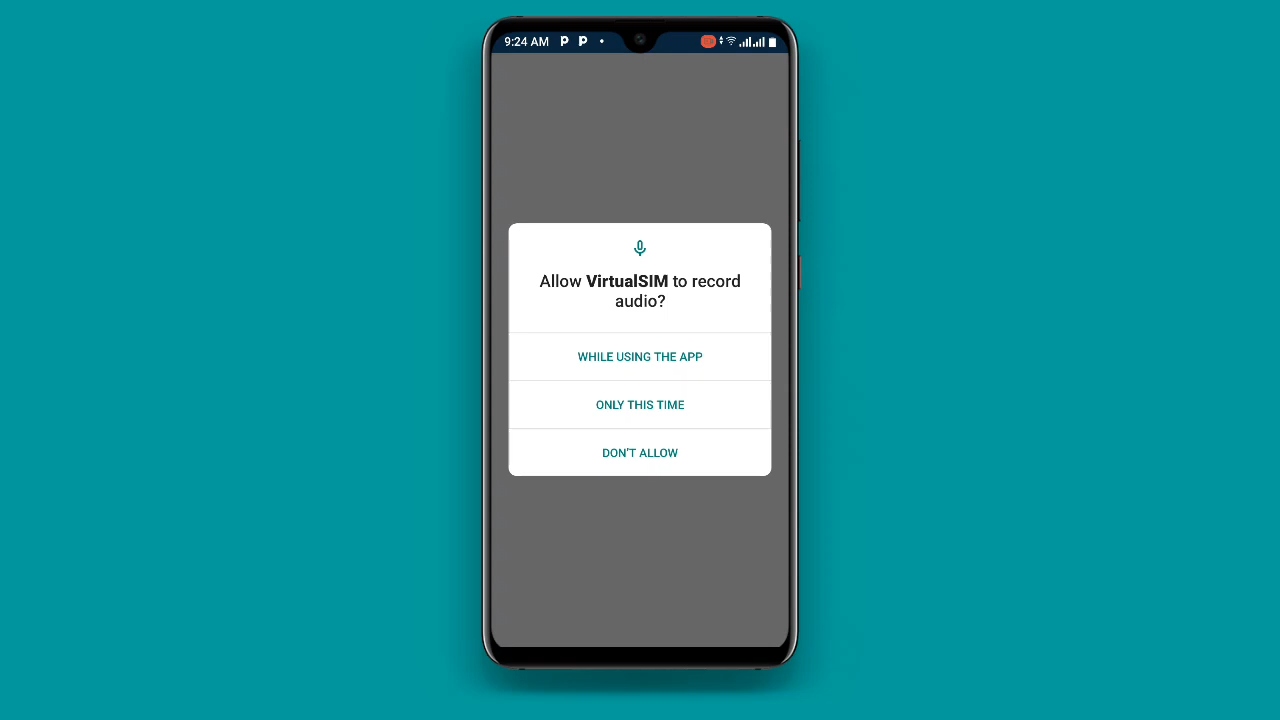 9:24 AM P P
Allow VirtualSIM to record
audio?
WHILE USING THE APP
ONLY THIS TIME
DON'T ALLOW